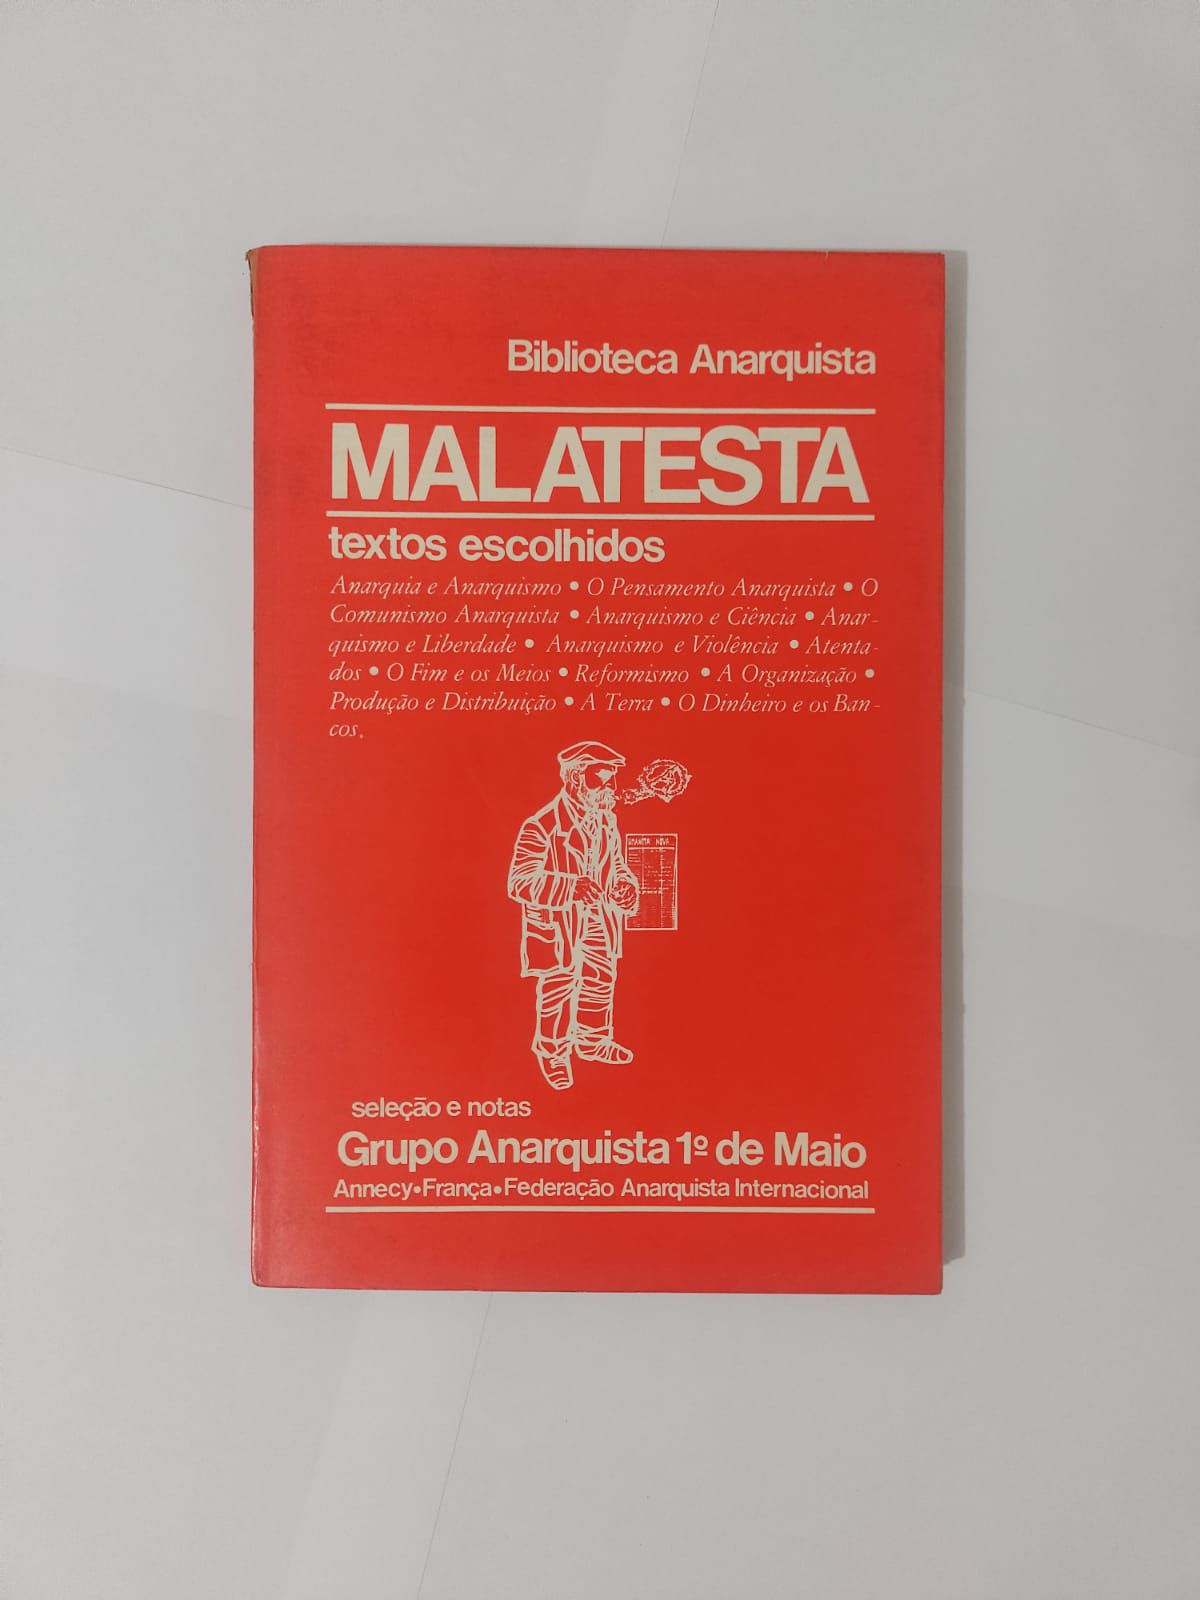 Biblioteca Anarquista
MALATESTA
textos escolhidos
Anarquia e Anarquismo • O Pensamento Anarquista • O
Comunismo Anarquista • Anarquismo e Ciência • Anar-
quismo e Liberdade • Anarquismo e Violência • Atenta-
dos • O Fim e os Meios • Reformismo • A Organização •
Produção e Distribuição • A Terra • O Dinheiro e os Ban-
cos.
UMANITA NOVA
seleção e notas
Grupo Anarquista 1º de Maio
Annecy•França•Federação Anarquista Internacional